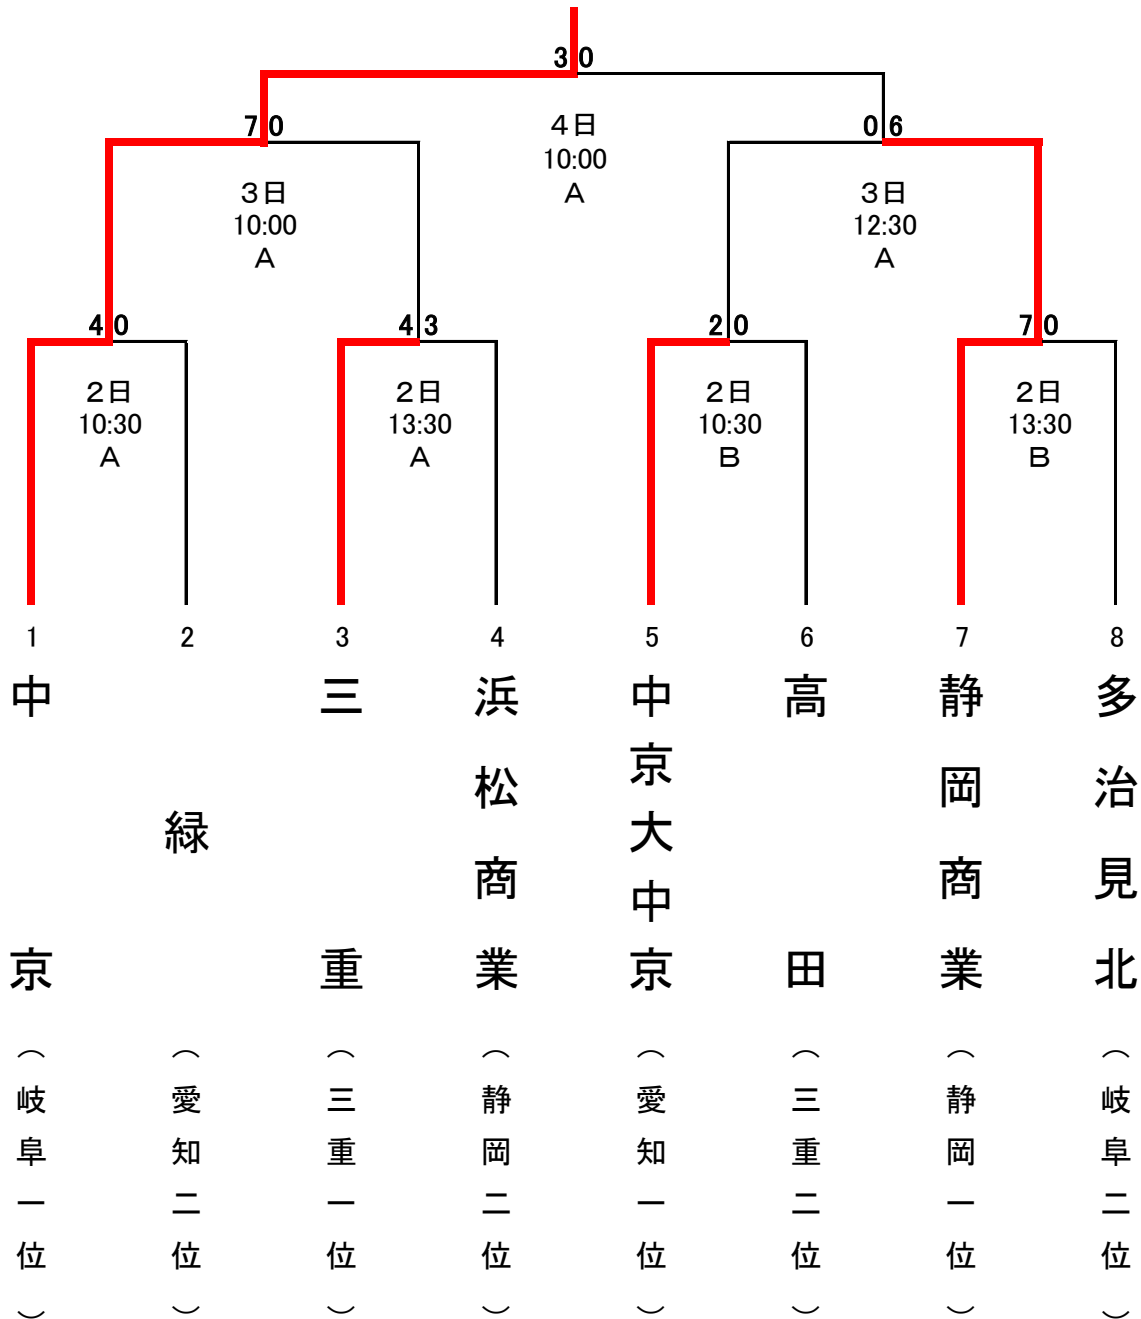 3 0
4日
10:00
A
7 0
0 6
3日
10:00
A
3日
12:30
A
4 0
4 3
2 0
7 0
2日
10:30
A
2日
13:30
A
2日
10:30
B
2日
13:30
B
1
2
3
4
5
6
7
8
中京
緑
三重
浜松商業
中京大中京
高田
静岡商業
多治見北
（岐阜一位）
（愛知二位）
（三重一位）
（静岡二位）
（愛知一位）
（三重二位）
（静岡一位）
（岐阜二位）